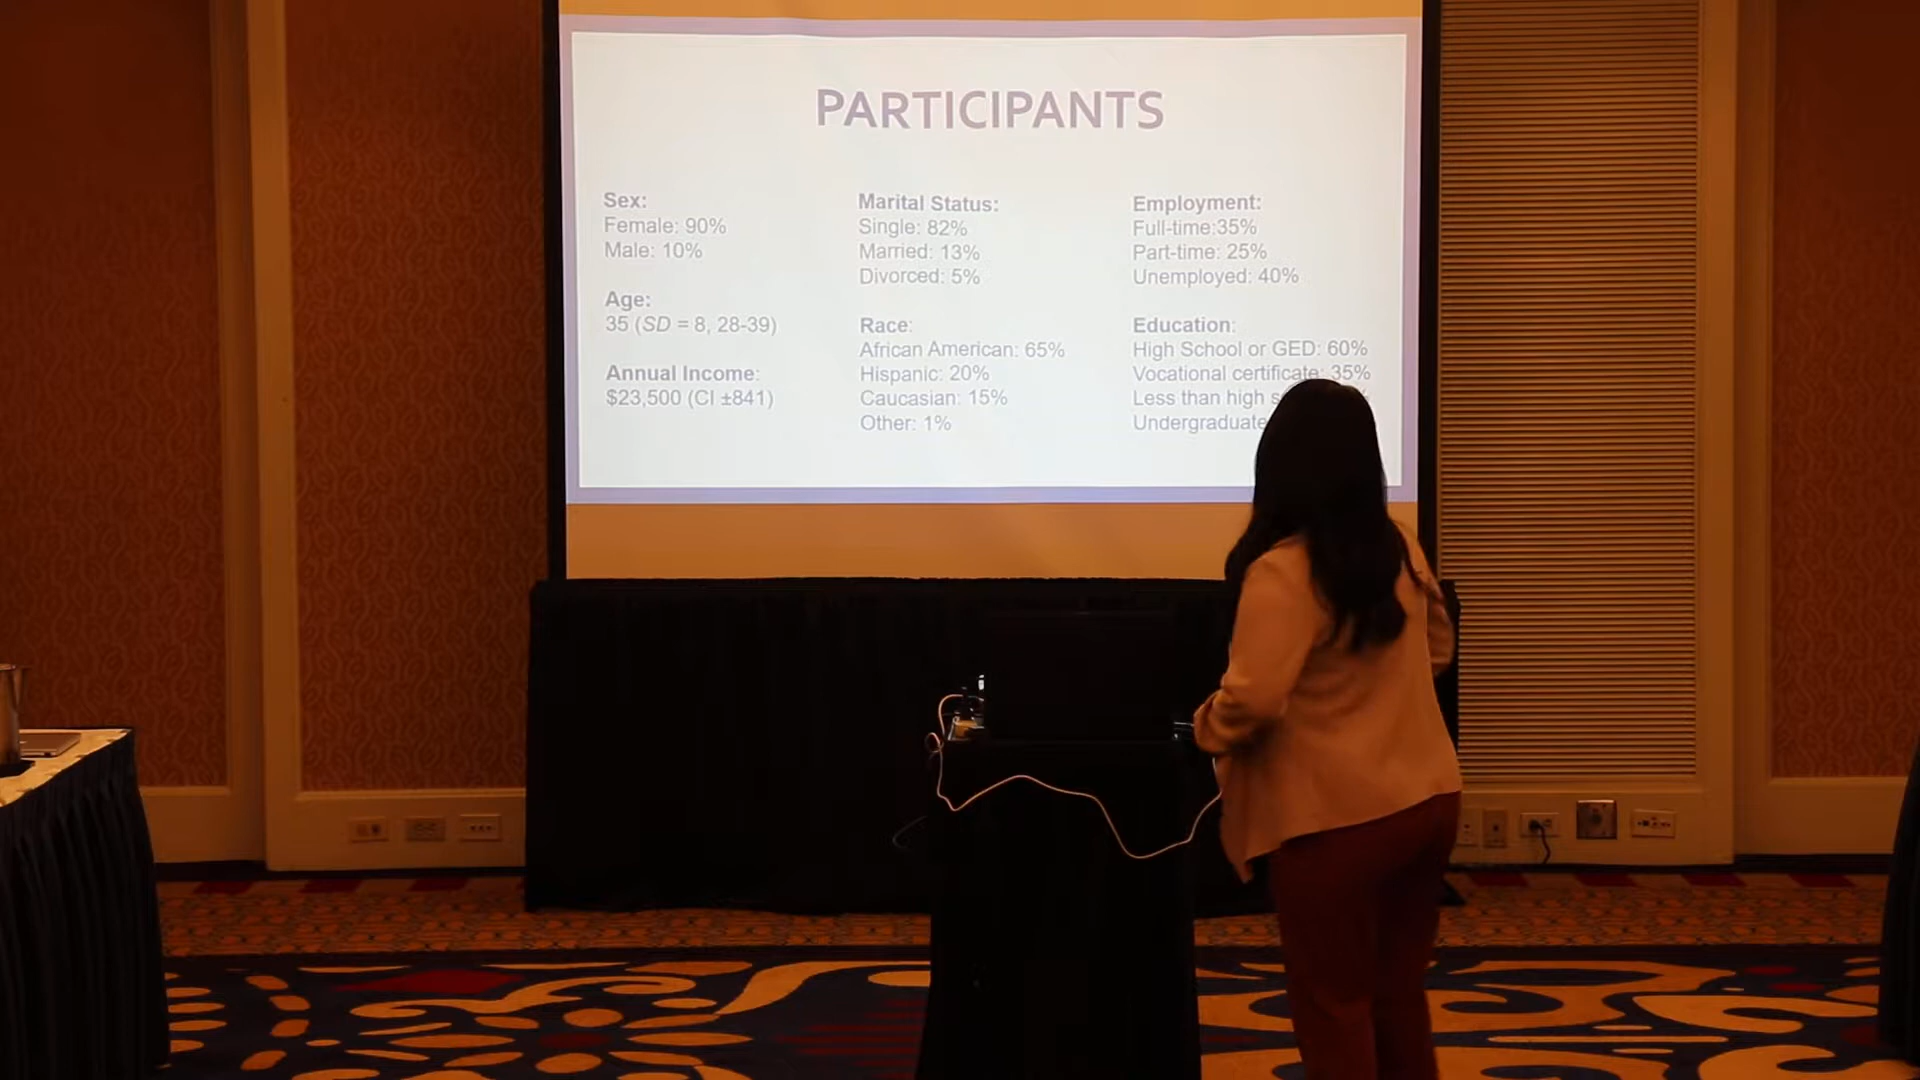 PARTICIPANTS
Sex:
Female: 90%
Male: 10%
Age:
35 (SD = 8, 28-39)
Annual Income:
$23,500 (CI ±841)
Marital Status:
Single: 82%
Married: 13%
Divorced: 5%
Race:
African American: 65%
Hispanic: 20%
Caucasian: 15%
Other: 1%
Employment:
Full-time:35%
Part-time: 25%
Unemployed: 40%
Education:
High School or GED: 60%
Vocational certificate: 35%
Less than high
Undergraduate